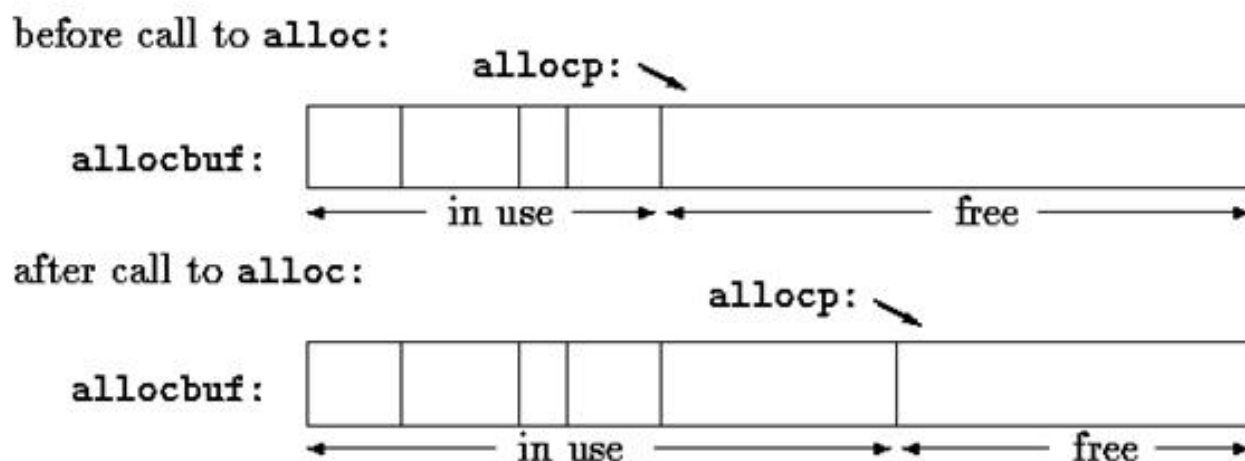 before call to alloc:
allocp:
allocbuf:
in use
free
after call to alloc:
allocp:
allocbuf:
in use
free